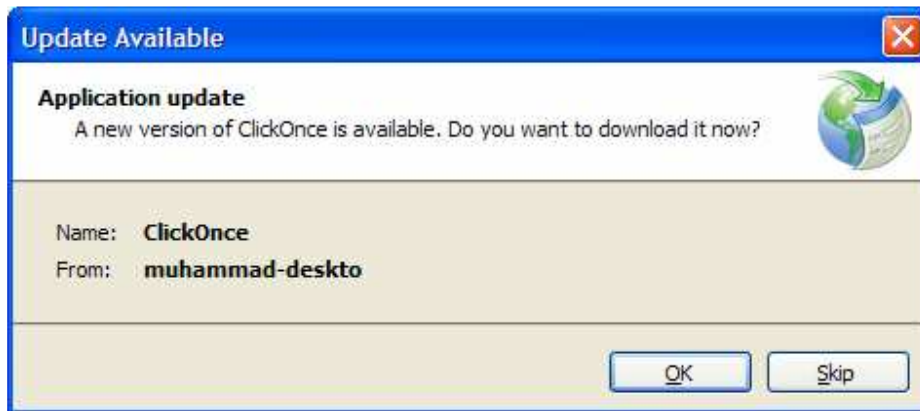 Update Available
Application update
A new version of ClickOnce is available. Do you want to download it now?
Name: ClickOnce
From: muhammad-deskto
OK Skip